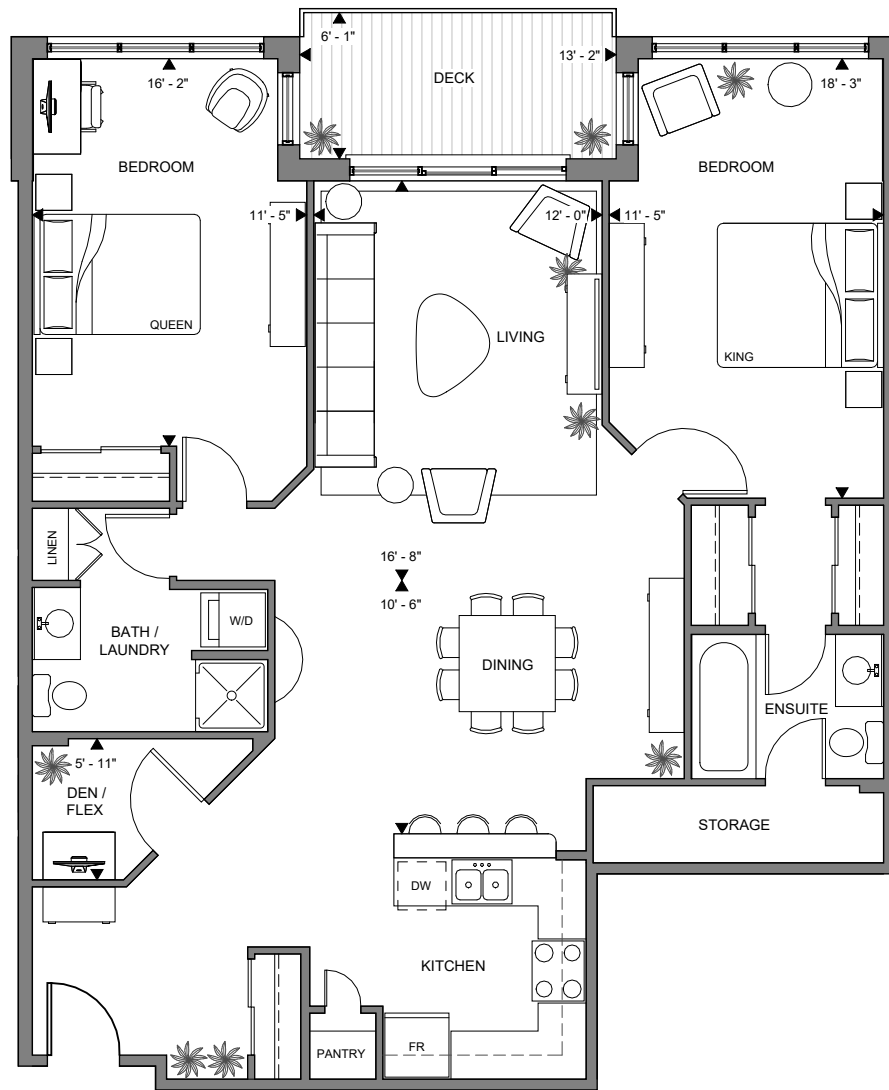 6' - 1"
16' - 2"
13' - 2"
18' - 3"
DECK
BEDROOM
BEDROOM
11' - 5"
12' - 0"
11' - 5"
QUEEN
LIVING
KING
LINEN
16' - 8"
10' - 6"
W/D
BATH /
LAUNDRY
DINING
ENSUITE
5' - 11"
DEN /
FLEX
STORAGE
DW
KITCHEN
PANTRY
FR